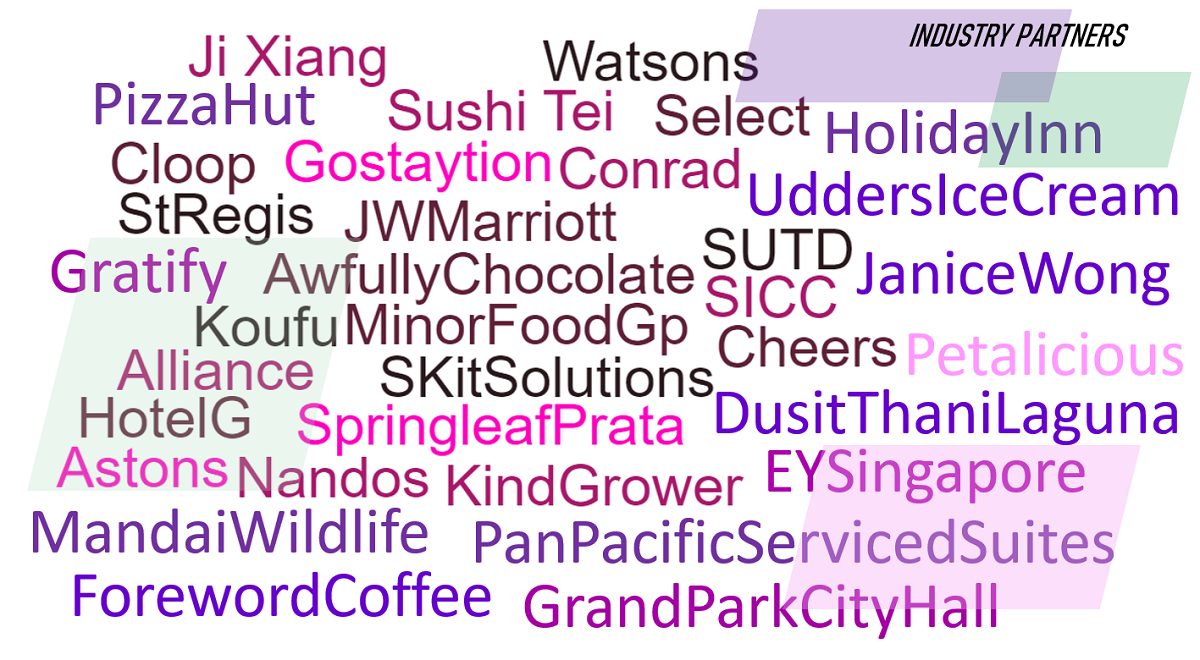 INDUSTRY PARTNERS
Ji Xiang
Watsons
PizzaHut
Sushi Tei
Select
HolidayInn
Cloop
Gostaytion
Conrad
UddersIceCream
StRegis
JWMarriott
SUTD
Gratify
AwfullyChocolate
JaniceWong
SICC
Koufu
MinorFoodGp
Cheers
Petalicious
Alliance
SKitSolutions
HotelG
SpringleafPrata
DusitThaniLaguna
Astons
Nandos
KindGrower
EYSingapore
MandaiWildlife
PanPacificServicedSuites
ForewordCoffee
GrandParkCityHall